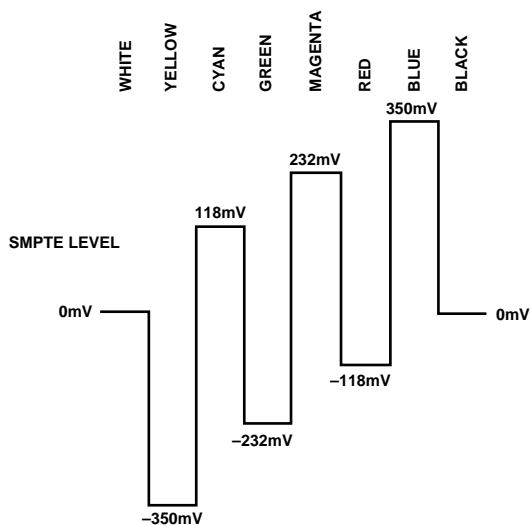 WHITE
YELLOW
CYAN
GREEN
MAGENTA
RED
BLUE
BLACK
350mV
232mV
118mV
SMPTE LEVEL
0mV
0mV
–118mV
–232mV
–350mV